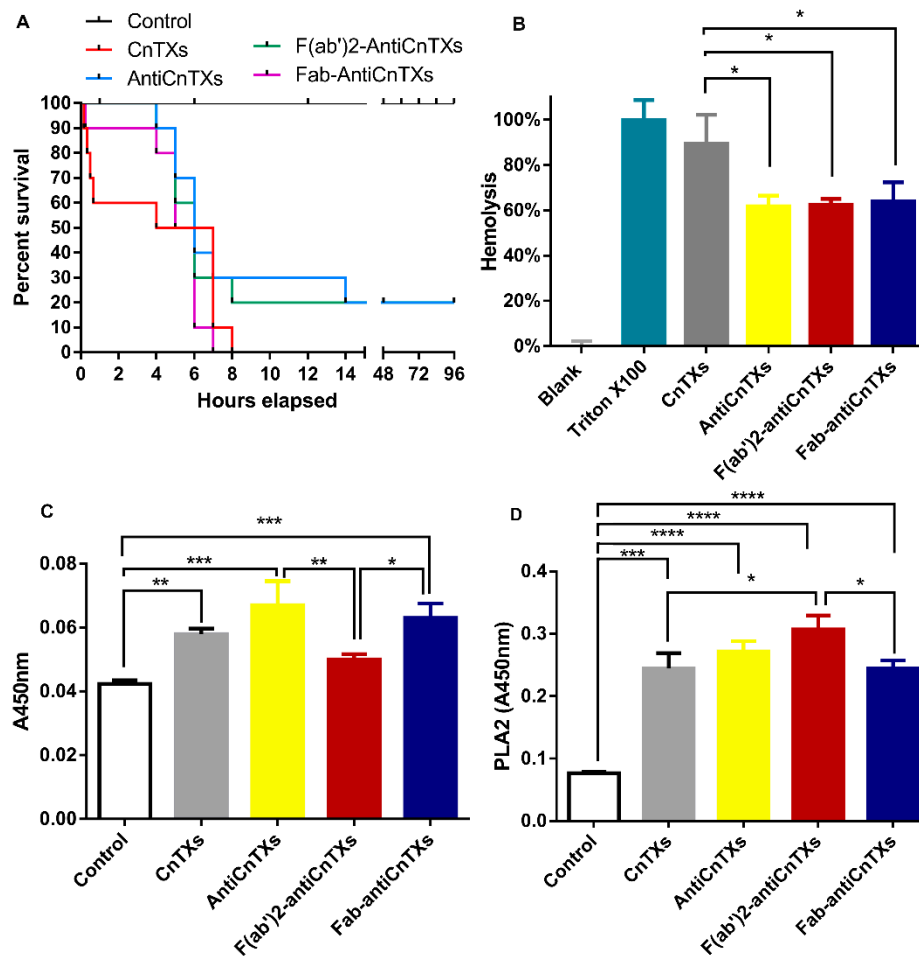 A
Control
CnTXs
AntiCnTXs
F(ab')2-AntiCnTXs
Fab-AntiCnTXs
Percent survival
100
90
80
70
60
50
40
30
20
10
0
0 2 4 6 8 10 12 14 48 72 96
Hours elapsed
B
* 
*
*
Hemolysis
100%
80%
60%
40%
20%
0%
Blank
Triton X100
CnTXs
AntiCnTXs
F(ab')2-antiCnTXs
Fab-antiCnTXs
C
***
*** ** *
**
A450nm
0.08
0.06
0.04
0.02
0.00
Control
CnTXs
AntiCnTXs
F(ab')2-antiCnTXs
Fab-antiCnTXs
D
****
****
****
***
* *
PLA2 (A450nm)
0.4
0.3
0.2
0.1
0.0
Control
CnTXs
AntiCnTXs
F(ab')2-antiCnTXs
Fab-antiCnTXs